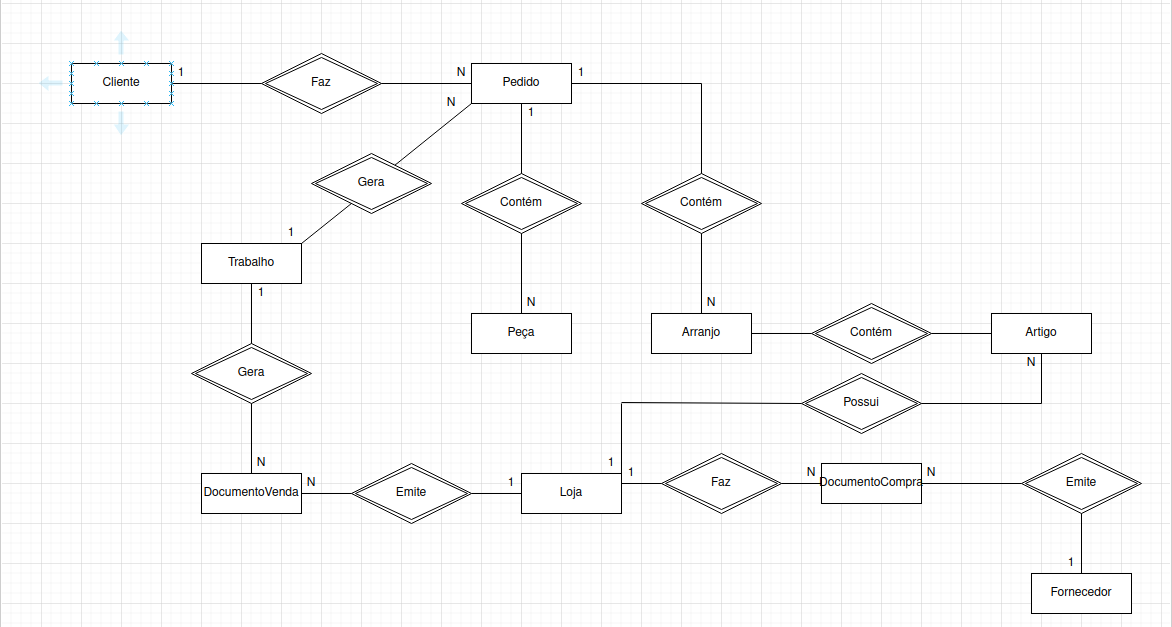 Cliente
1
Faz
N
Pedido
1
N
1
Gera
Contém
Contém
1
Trabalho
1
N
N
Peça
Arranjo
Contém
Artigo
N
Gera
Possui
N
1
1
N
N
DocumentoVenda
N
Emite
1
Loja
Faz
DocumentoCompra
Emite
1
Fornecedor